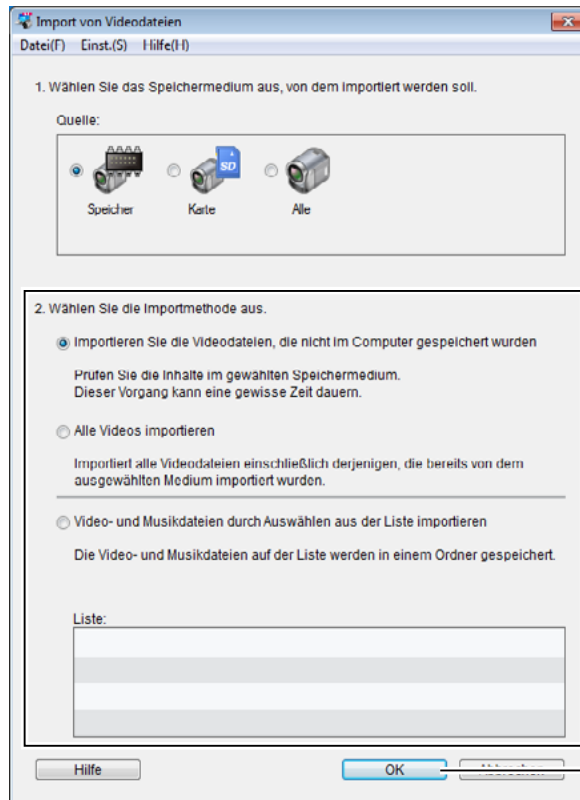 Import von Videodateien
Datei(F) Einst.(S) Hilfe(H)
1. Wählen Sie das Speichermedium aus, von dem importiert werden soll.
Quelle:
SD
Speicher Karte Alle
2. Wählen Sie die Importmethode aus.
Importieren Sie die Videodateien, die nicht im Computer gespeichert wurden
Prüfen Sie die Inhalte im gewählten Speichermedium.
Dieser Vorgang kann eine gewisse Zeit dauern.
Alle Videos importieren
Importiert alle Videodateien einschließlich derjenigen, die bereits von dem
ausgewählten Medium importiert wurden.
Video- und Musikdateien durch Auswählen aus der Liste importieren
Die Video- und Musikdateien auf der Liste werden in einem Ordner gespeichert.
Liste:
Hilfe OK Abbrechen